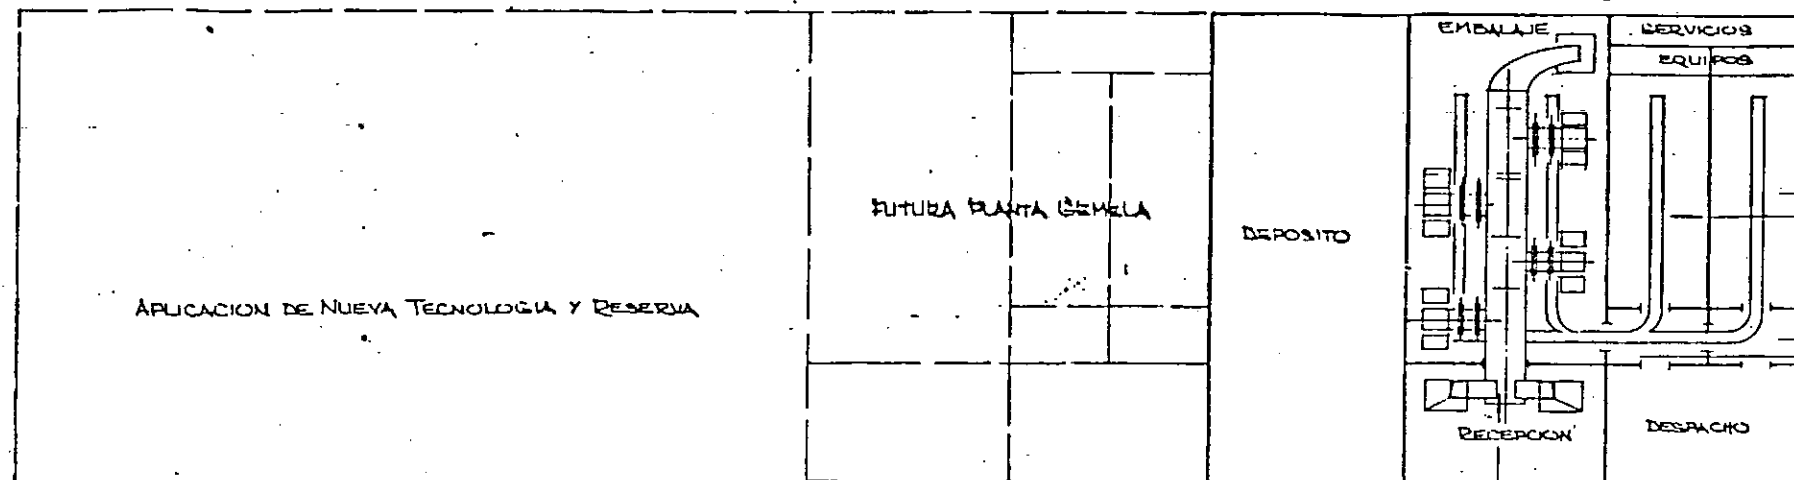 EMBALAJE
SERVICIOS
EQUIPOS
FUTURA PLANTA GEMELA
DEPOSITO
APLICACION DE NUEVA TECNOLOGIA Y RESERVA
RECEPCION
DESPACHO